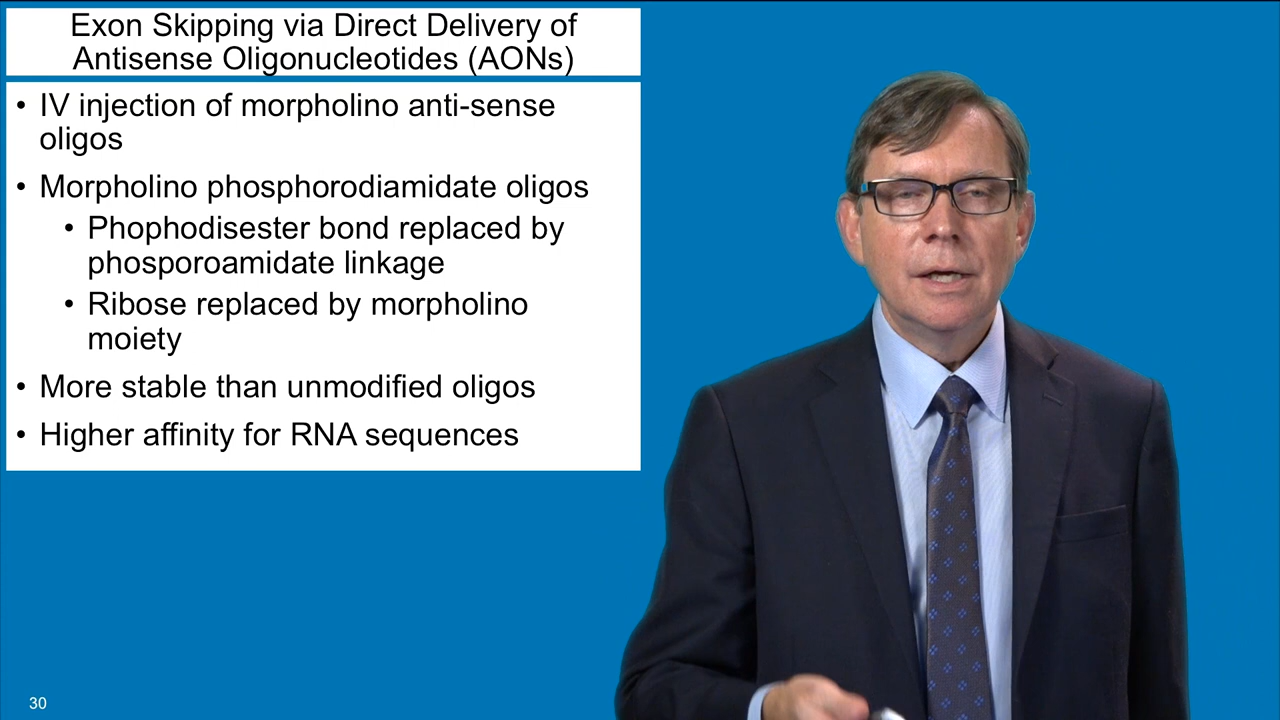 Exon Skipping via Direct Delivery of
Antisense Oligonucleotides (AONs)
• IV injection of morpholino anti-sense
oligos
• Morpholino phosphorodiamidate oligos
• Phophodisester bond replaced by
phosporoamidate linkage
• Ribose replaced by morpholino
moiety
• More stable than unmodified oligos
• Higher affinity for RNA sequences
30